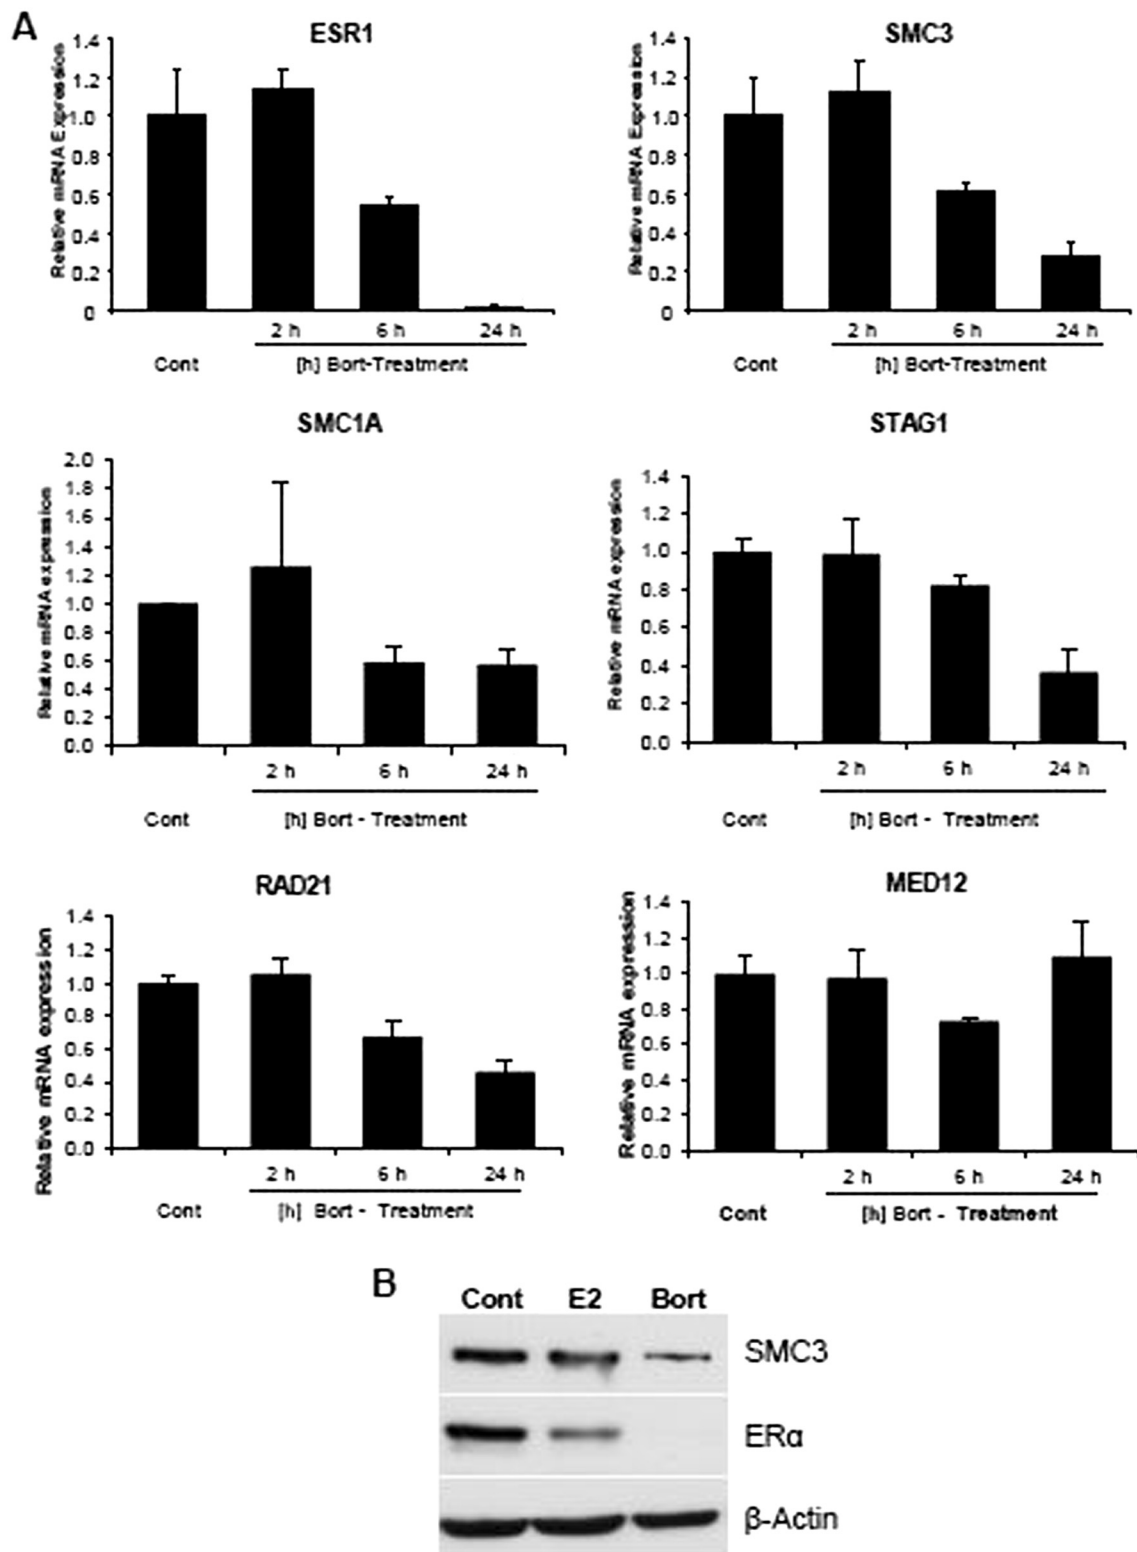 A
ESR1
Relative mRNA Expression
1.4
1.2
1.0
0.8
0.6
0.4
0.2
0
2 h 6 h 24 h
Cont [h] Bort-Treatment
SMC3
Relative mRNA Expression
1.4
1.2
1.0
0.8
0.6
0.4
0.2
0
2 h 6 h 24 h
Cont [h] Bort-Treatment
SMC1A
Relative mRNA expression
2.0
1.8
1.6
1.4
1.2
1.0
0.8
0.6
0.4
0.2
0.0
2 h 6 h 24 h
Cont [h] Bort - Treatment
STAG1
Relative mRNA expression
1.4
1.2
1.0
0.8
0.6
0.4
0.2
0.0
2 h 6 h 24 h
Cont [h] Bort - Treatment
RAD21
Relative mRNA expression
1.4
1.2
1.0
0.8
0.6
0.4
0.2
0.0
2 h 6 h 24 h
Cont [h] Bort - Treatment
MED12
Relative mRNA expression
1.4
1.2
1.0
0.8
0.6
0.4
0.2
0.0
2 h 6 h 24 h
Cont [h] Bort - Treatment
B
Cont E2 Bort
SMC3
ERα
β-Actin